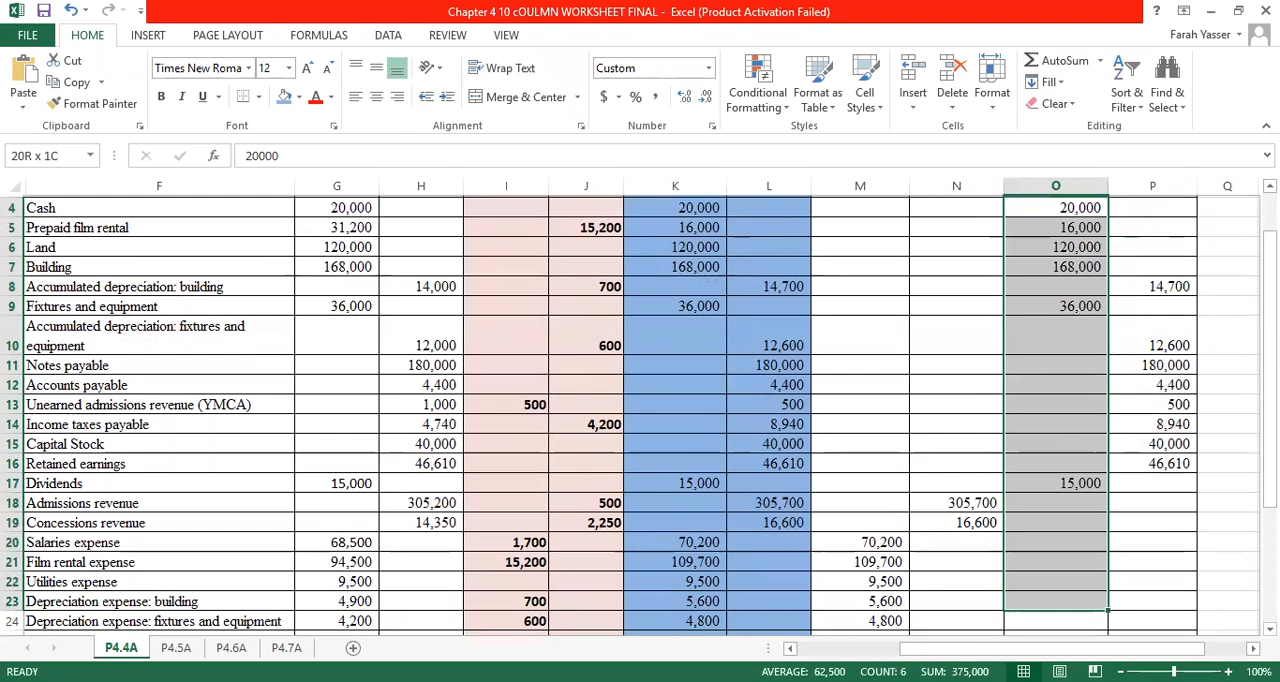 Chapter 4 10 cOULMN WORKSHEET FINAL - Excel (Product Activation Failed)
FILE HOME INSERT PAGE LAYOUT FORMULAS DATA REVIEW VIEW Farah Yasser
Cut Times New Roma 12 Wrap Text Custom AutoSum
Paste Copy Conditional Format as Cell Insert Delete Format Fill Sort & Find &
Format Painter B I U Merge & Center $ % Formatting Table Styles Clear Filter Select
Clipboard Font Alignment Number Styles Cells Editing
20R x 1C fx 20000
F G H I J K L M N O P Q
4 Cash 20,000 20,000 20,000
5 Prepaid film rental 31,200 15,200 16,000 16,000
6 Land 120,000 120,000 120,000
7 Building 168,000 168,000 168,000
8 Accumulated depreciation: building 14,000 700 14,700 14,700
9 Fixtures and equipment 36,000 36,000 36,000
Accumulated depreciation: fixtures and
10 equipment 12,000 600 12,600 12,600
11 Notes payable 180,000 180,000 180,000
12 Accounts payable 4,400 4,400 4,400
13 Unearned admissions revenue (YMCA) 1,000 500 500 500
14 Income taxes payable 4,740 4,200 8,940 8,940
15 Capital Stock 40,000 40,000 40,000
16 Retained earnings 46,610 46,610 46,610
17 Dividends 15,000 15,000 15,000
18 Admissions revenue 305,200 500 305,700 305,700
19 Concessions revenue 14,350 2,250 16,600 16,600
20 Salaries expense 68,500 1,700 70,200 70,200
21 Film rental expense 94,500 15,200 109,700 109,700
22 Utilities expense 9,500 9,500 9,500
23 Depreciation expense: building 4,900 700 5,600 5,600
24 Depreciation expense: fixtures and equipment 4,200 600 4,800 4,800
P4.4A P4.5A P4.6A P4.7A
READY AVERAGE: 62,500 COUNT: 6 SUM: 375,000 100%